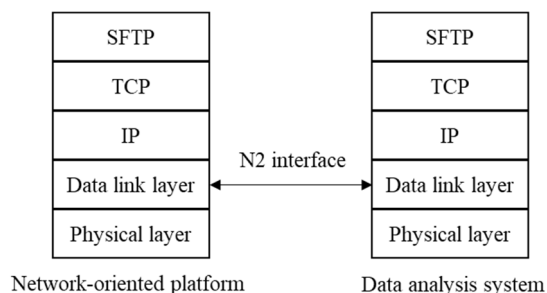 SFTP
TCP
IP
Data link layer
Physical layer
Network-oriented platform
N2 interface
SFTP
TCP
IP
Data link layer
Physical layer
Data analysis system